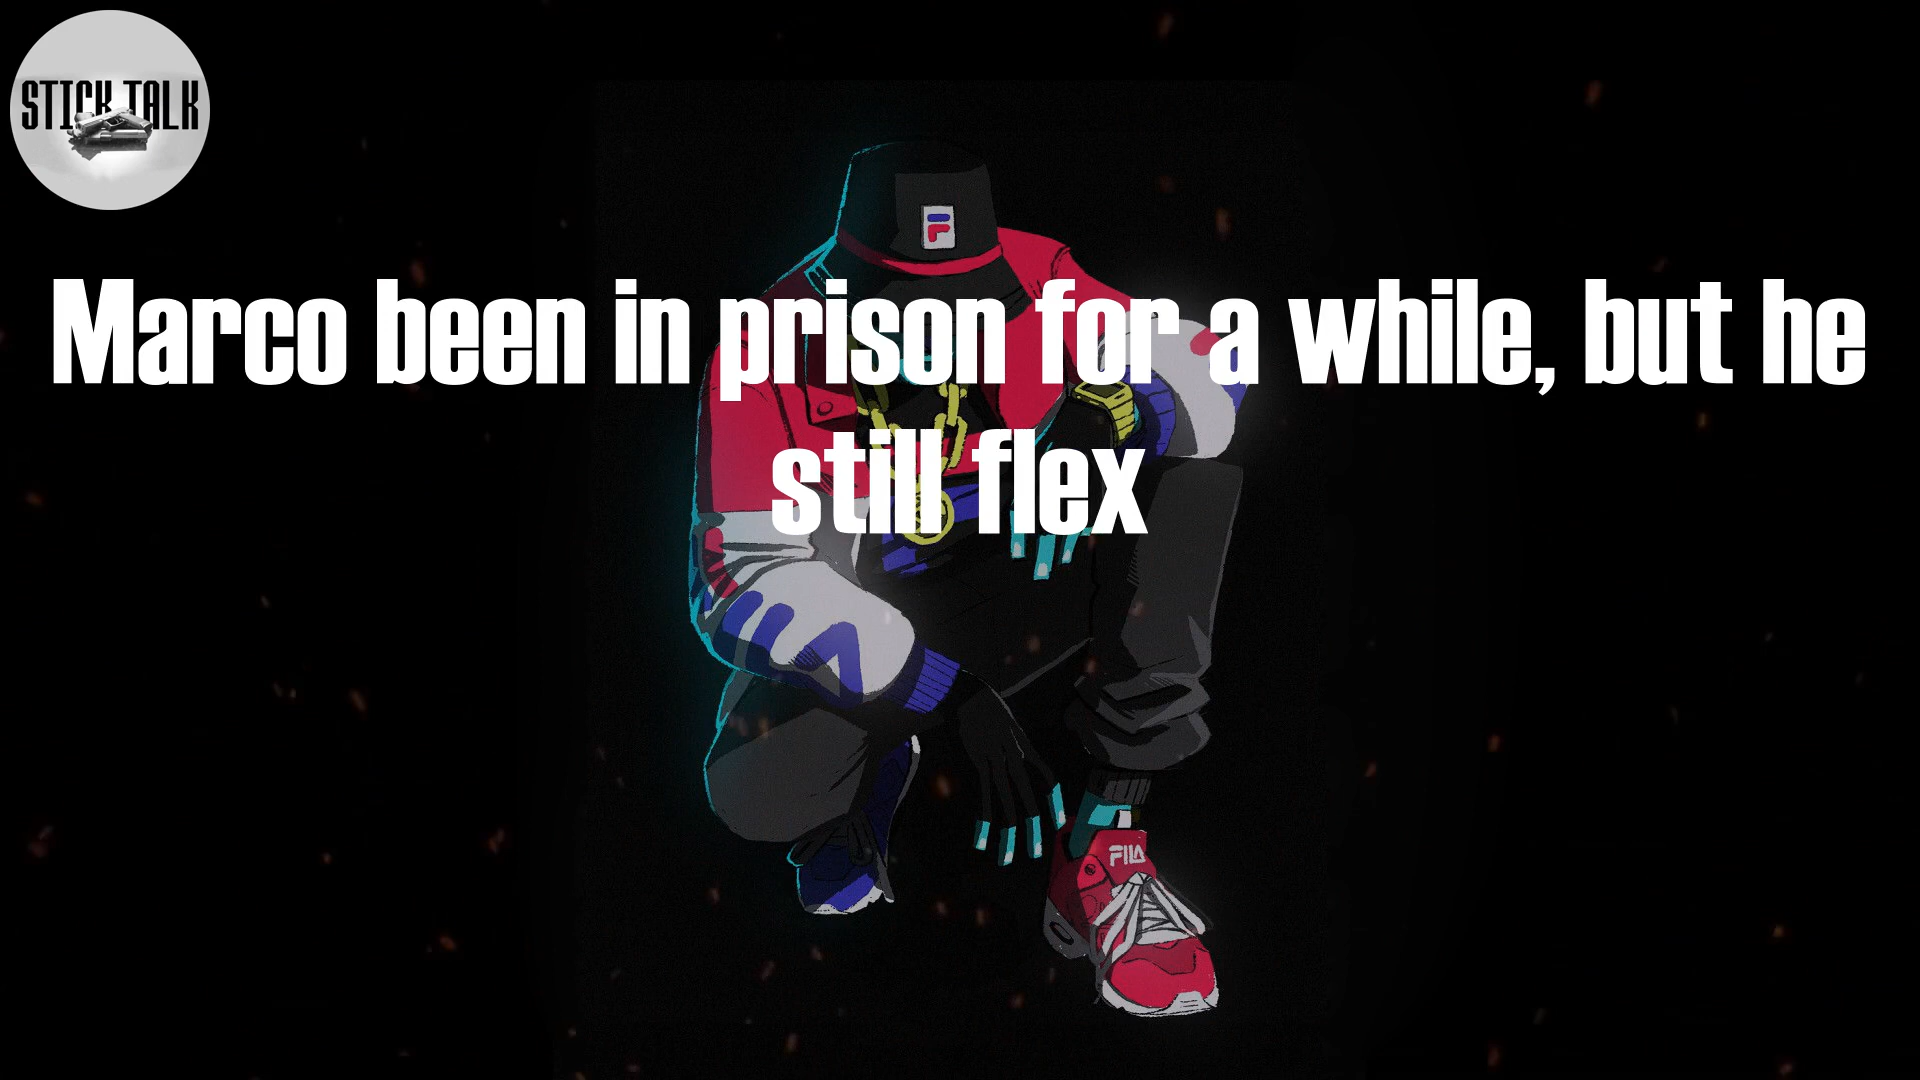 STICK TALK
Marco been in prison for a while, but he
still flex
FILA